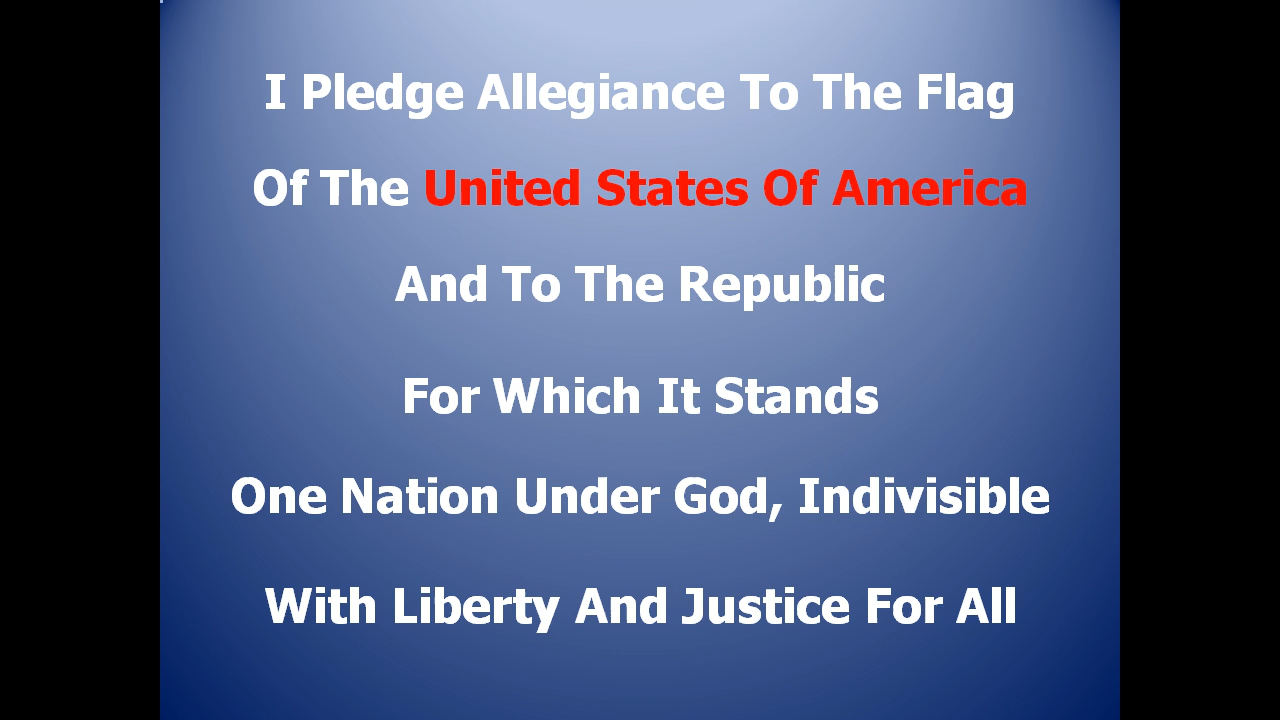 I Pledge Allegiance To The Flag
Of The United States Of America
And To The Republic
For Which It Stands
One Nation Under God, Indivisible
With Liberty And Justice For All